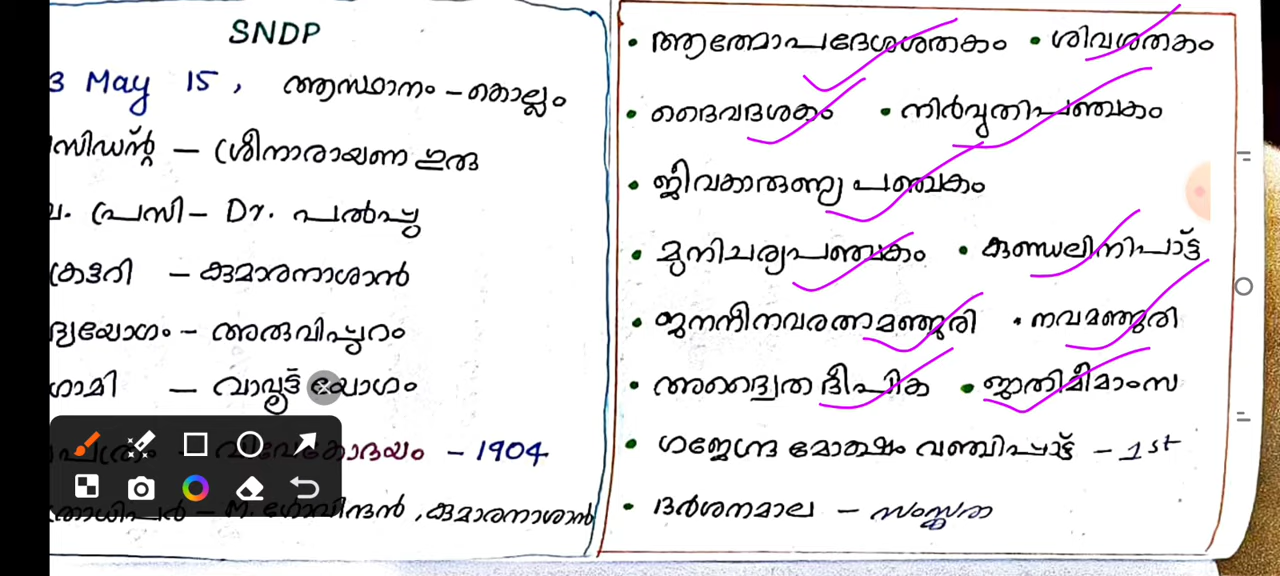 SNDP
3 May 15, ആസ്ഥാനം - കൊല്ലം
സിഡന്റ് - ശ്രീനാരായണ ഗുരു
വ. പ്രസി - Dr. പൽപ്പു
ക്രട്ടറി - കുമാരനാശാൻ
ദ്യയോഗം - അരുവിപ്പുറം
ഗാമി - വാവൂട്ട് യോഗം
വിവേകോദയം - 1904
M. ഗോവിന്ദൻ, കുമാരനാശാൻ
• ആത്മോപദേശശതകം • ശിവശതകം
• ദൈവദശകം • നിർവൃതിപഞ്ചകം
• ജീവകാരുണ്യ പഞ്ചകം
• മുനിചര്യപഞ്ചകം • കുണ്ഡലിനിപാട്ട്
• ജനനീനവരത്നമഞ്ജരി • നവമഞ്ജരി
• അദ്വൈത ദീപിക • ജാതിമീമാംസ
• ഗജേന്ദ്ര മോക്ഷം വഞ്ചിപ്പാട്ട് - 1st
• ദർശനമാല - സംസ്കൃതം